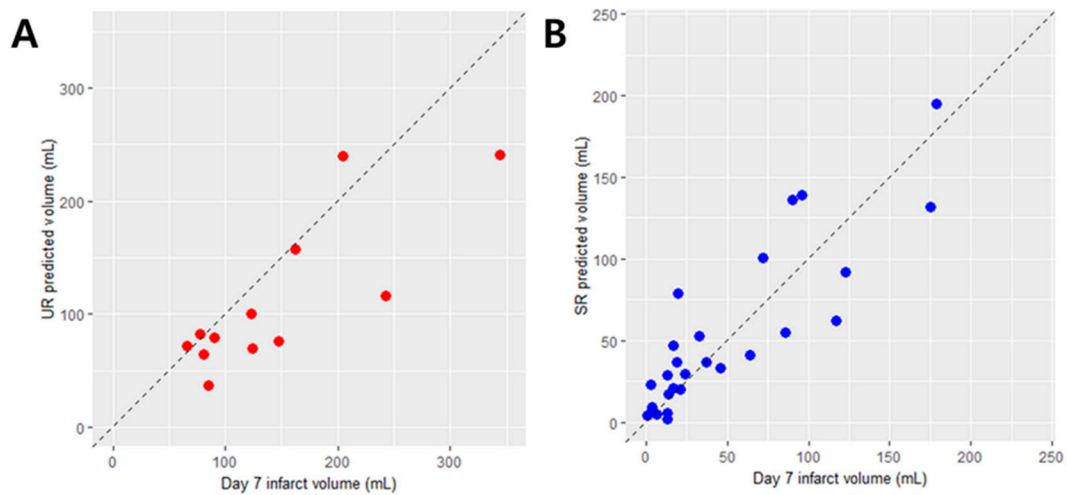 A
UR predicted volume (mL)
300
200
100
0
0 100 200 300
Day 7 infarct volume (mL)
B
SR predicted volume (mL)
250
200
150
100
50
0
0 50 100 150 200 250
Day 7 infarct volume (mL)